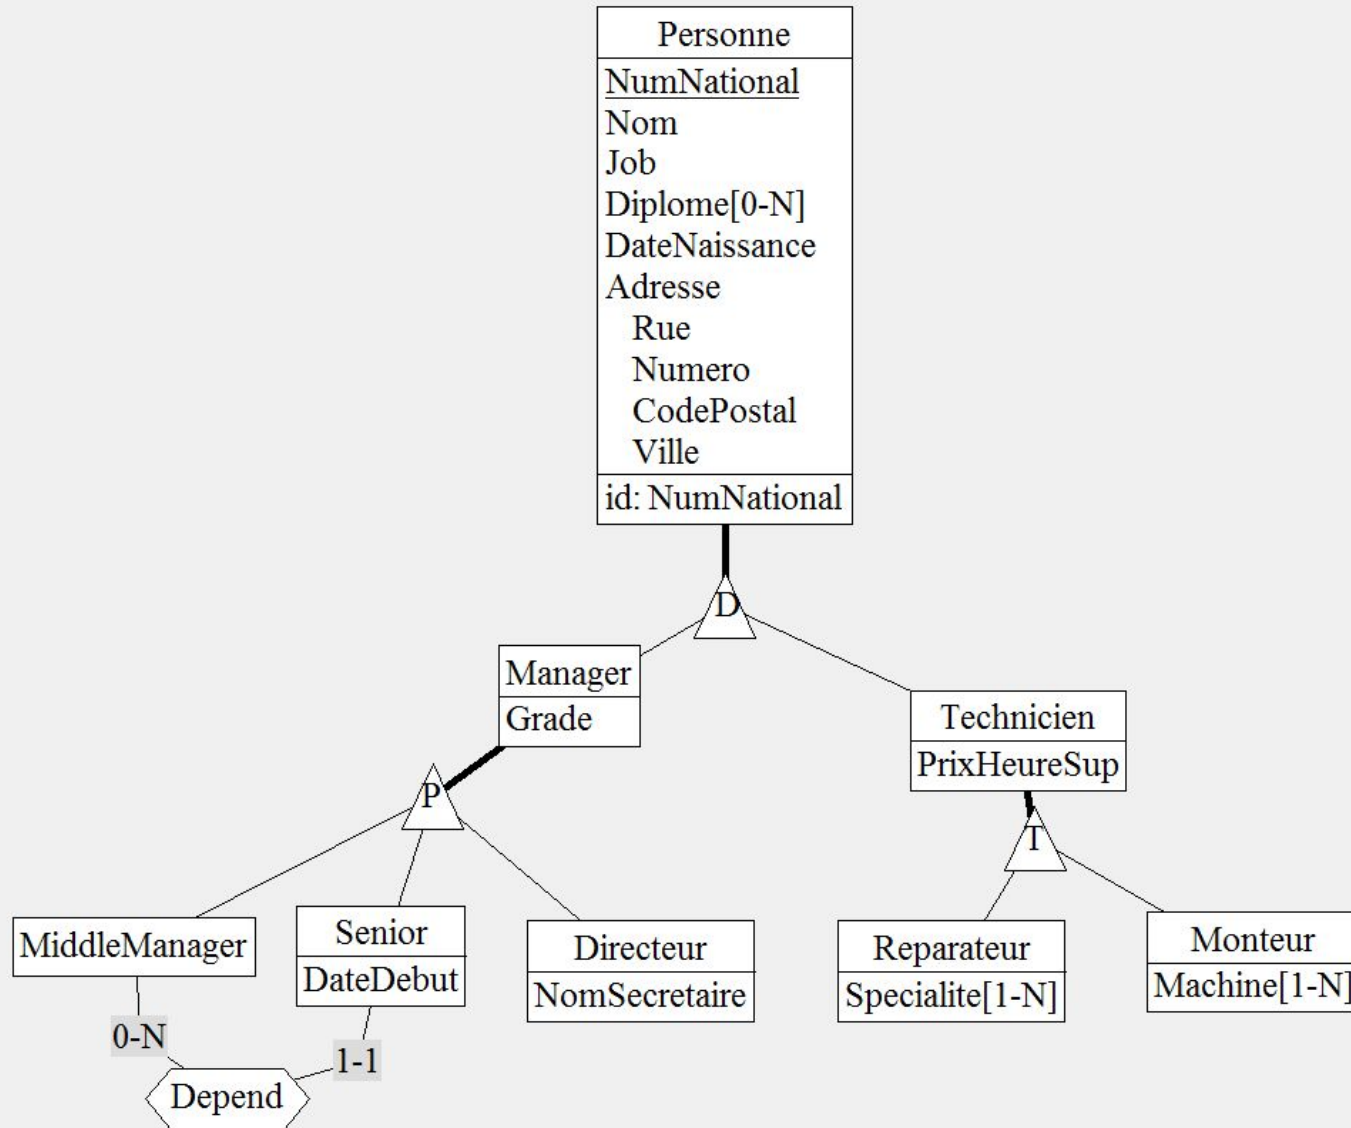 Personne
NumNational
Nom
Job
Diplome[0-N]
DateNaissance
Adresse
Rue
Numero
CodePostal
Ville
id: NumNational
D
Manager
Grade
Technicien
PrixHeureSup
P
T
MiddleManager
Senior
DateDebut
Directeur
NomSecretaire
Reparateur
Specialite[1-N]
Monteur
Machine[1-N]
0-N
1-1
Depend